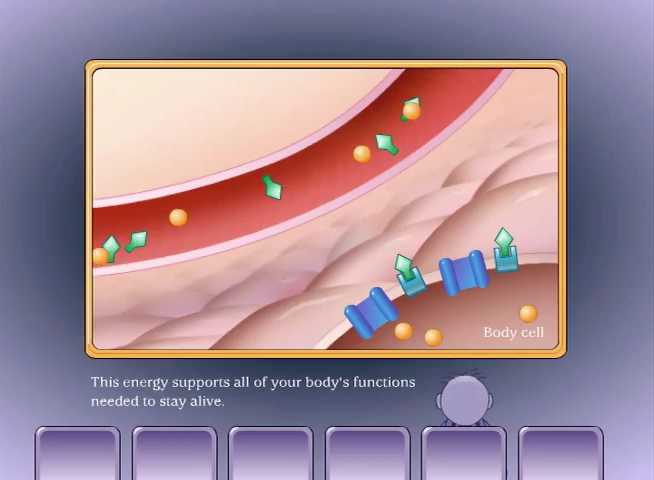 Body cell
This energy supports all of your body's functions
needed to stay alive.